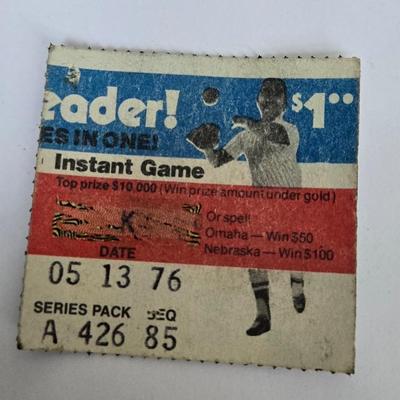 eader! $1⁰⁰
ES IN ONE!
Instant Game
Top prize $10,000 (Win prize amount under gold)
K Or spell
Omaha — Win $50
Nebraska — Win $100
DATE
05 13 76
SERIES PACK SEQ
A 426 85